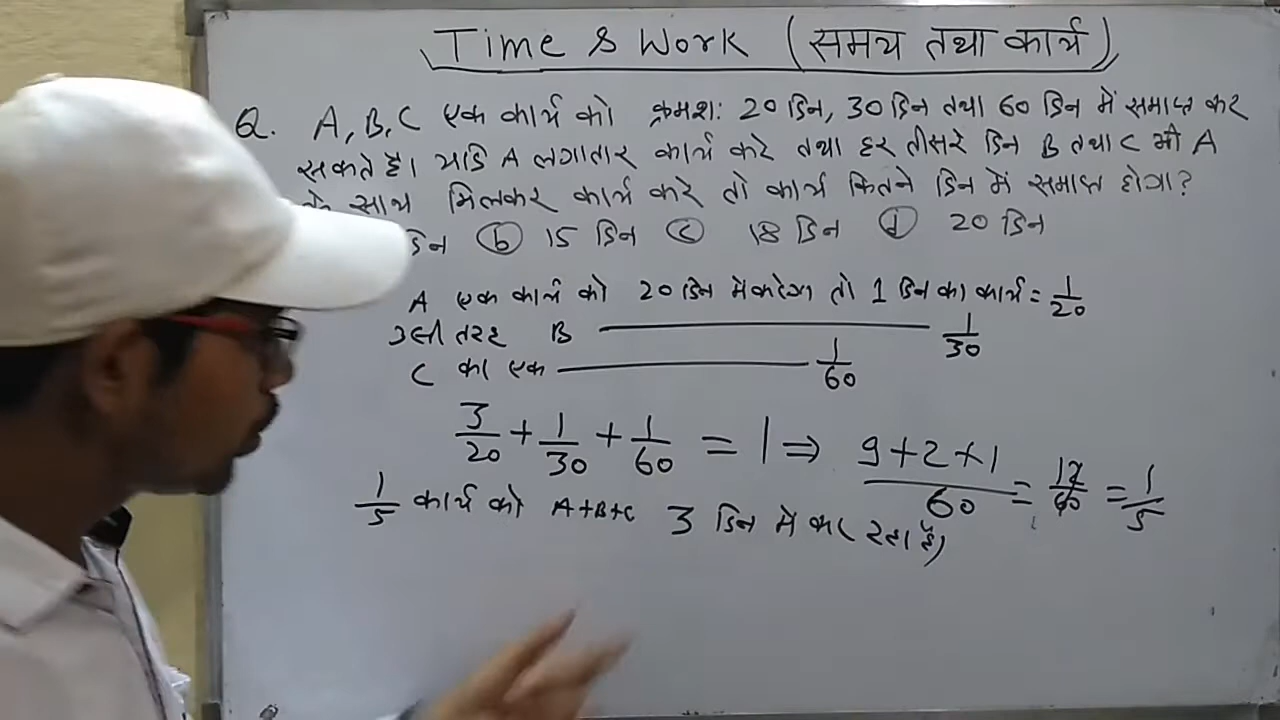 Time & Work (समय तथा कार्य)
Q. A, B, C एक कार्य को क्रमश: 20 दिन, 30 दिन तथा 60 दिन में समाप्त कर
सकते है। यदि A लगातार कार्य करे तथा हर तीसरे दिन B तथा C भी A
के साथ मिलकर कार्य करे तो कार्य कितने दिन में समाप्त होगा?
दिन (b) 15 दिन (c) 18 दिन (d) 20 दिन
A एक कार्य को 20 दिन में करेगा तो 1 दिन का कार्य = 1/20
उसी तरह B ———— 1/30
C का एक ———— 1/60
3/20 + 1/30 + 1/60 = 1 ⇒ (9+2+1)/60 = 12/60 = 1/5
1/5 कार्य को A+B+C 3 दिन में कर रहा है।